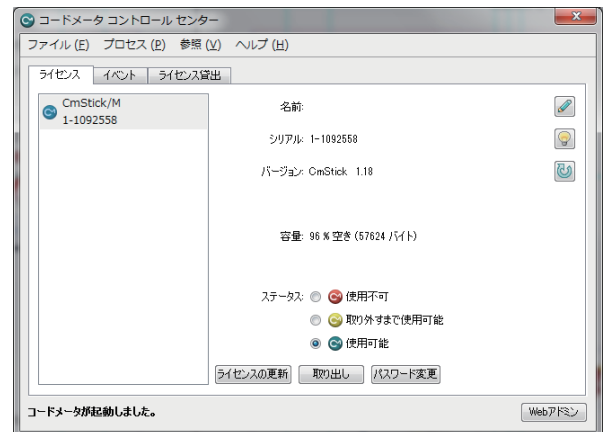 コードメータ コントロール センター
ファイル (F) プロセス (P) 参照 (V) ヘルプ (H)
ライセンス イベント ライセンス貸出
CmStick/M
1-1092558
名前:
シリアル: 1-1092558
バージョン: CmStick 1.18
容量: 96 % 空き (57624 バイト)
ステータス: 使用不可
取り外すまで使用可能
使用可能
ライセンスの更新 取り出し パスワード変更
コードメータが起動しました。 Webアドミン